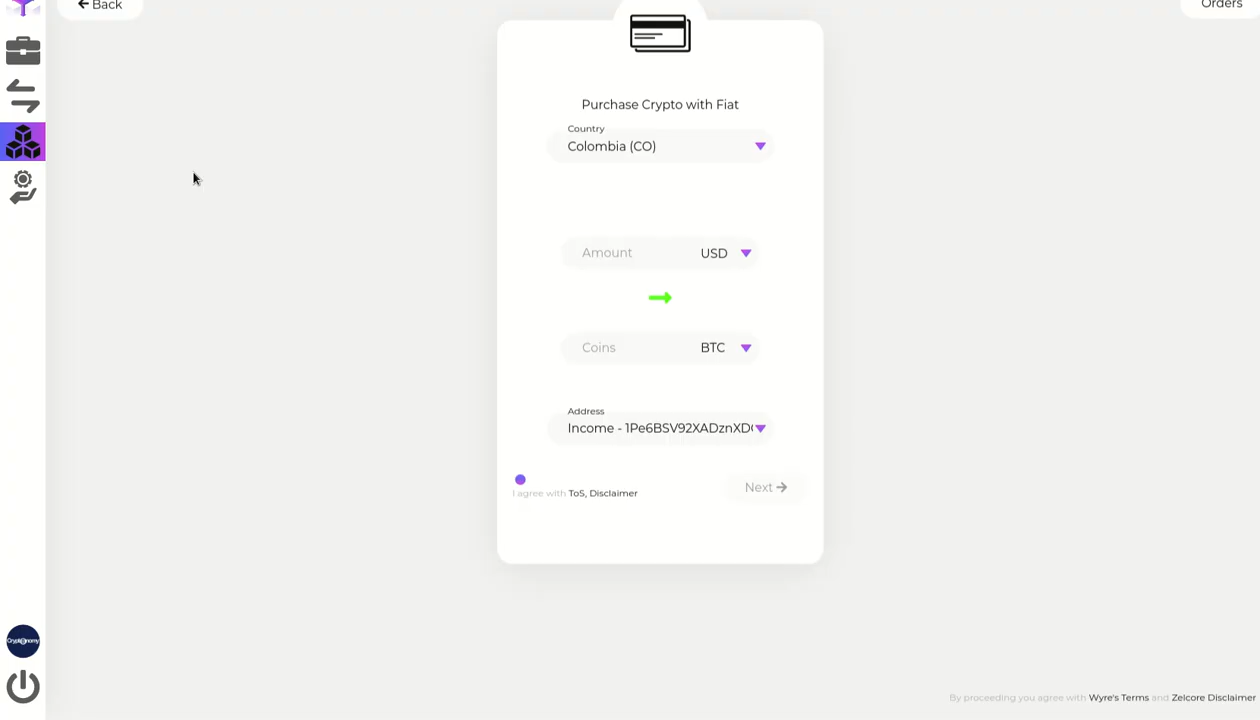 Back
Orders
Purchase Crypto with Fiat
Country
Colombia (CO)
Amount USD
Coins BTC
Address
Income - 1Pe6BSV92XADznXD
I agree with ToS, Disclaimer
Next
CryptOnomy
By proceeding you agree with Wyre's Terms and Zelcore Disclaimer